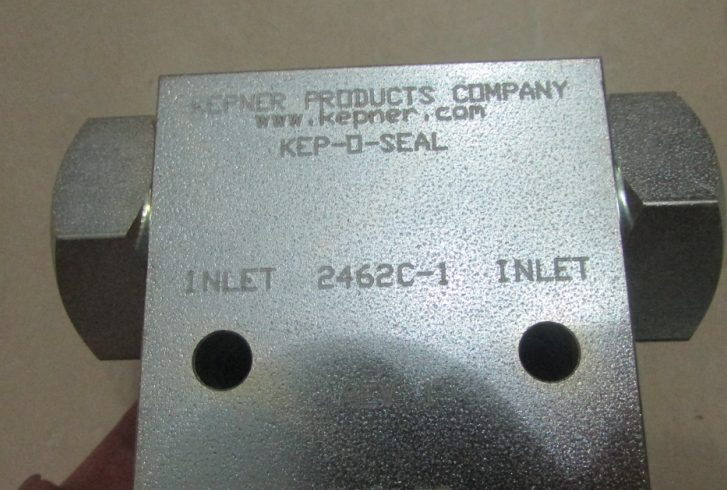 KEPNER PRODUCTS COMPANY
www.kepner.com
KEP-O-SEAL
INLET 2462C-1 INLET